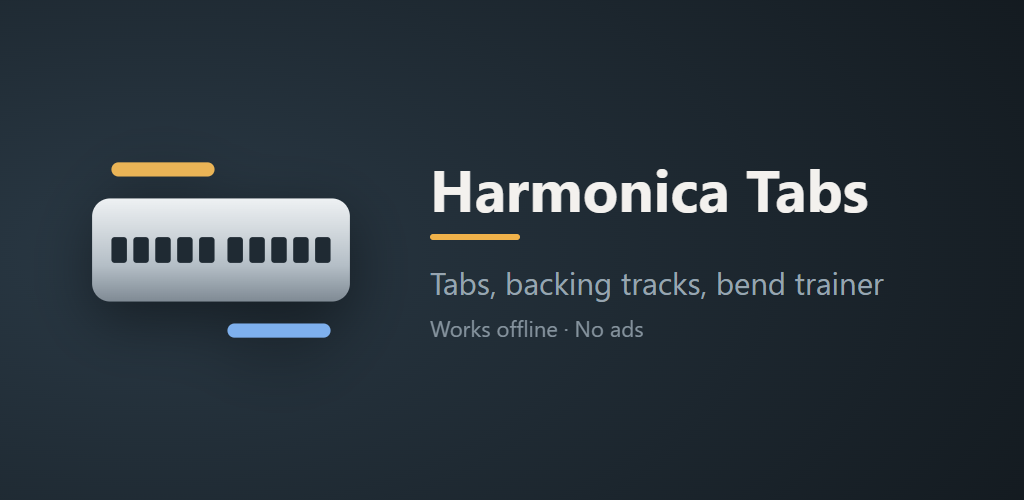 Harmonica Tabs
Tabs, backing tracks, bend trainer
Works offline · No ads